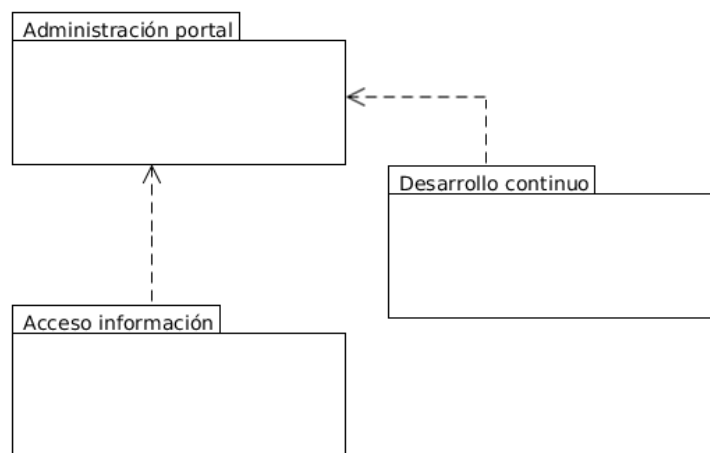 Administración portal
Desarrollo continuo
Acceso información